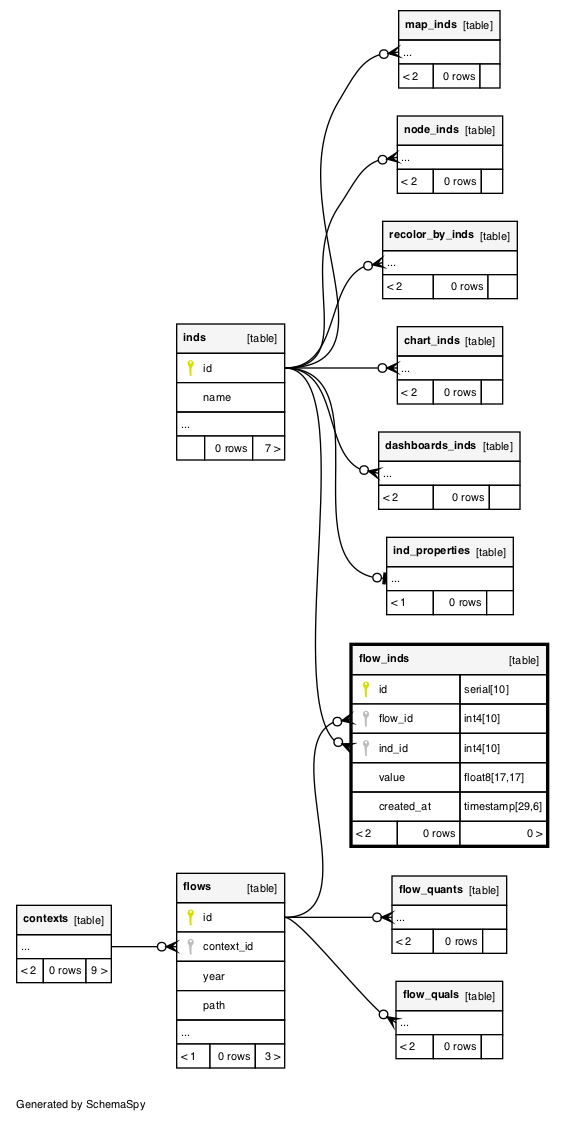 map_inds [table]
...
< 2 0 rows
node_inds [table]
...
< 2 0 rows
recolor_by_inds [table]
...
< 2 0 rows
inds [table]
id
name
...
0 rows 7 >
chart_inds [table]
...
< 2 0 rows
dashboards_inds [table]
...
< 2 0 rows
ind_properties [table]
...
< 1 0 rows
flow_inds [table]
id serial[10]
flow_id int4[10]
ind_id int4[10]
value float8[17,17]
created_at timestamp[29,6]
< 2 0 rows 0 >
contexts [table]
...
< 2 0 rows 9 >
flows [table]
id
context_id
year
path
...
< 1 0 rows 3 >
flow_quants [table]
...
< 2 0 rows
flow_quals [table]
...
< 2 0 rows
Generated by SchemaSpy